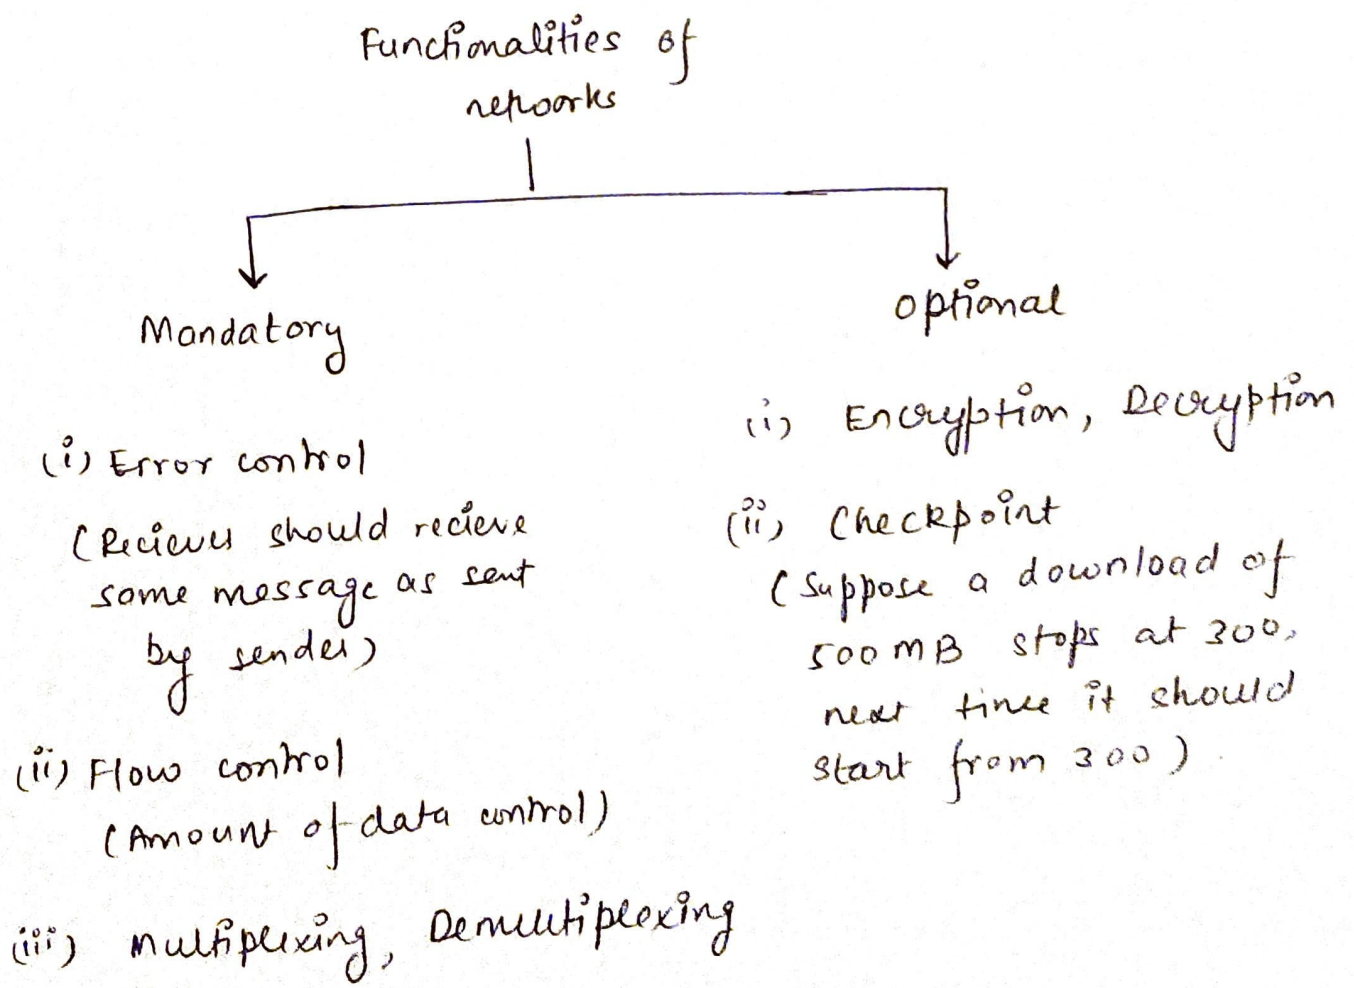 Functionalities of
networks
Mandatory
(i) Error control
(Reciever should recieve
same message as sent
by sender)
(ii) Flow control
(Amount of data control)
(iii) Multiplexing, Demultiplexing
Optional
(i) Encryption, Decryption
(ii) Checkpoint
(Suppose a download of
500 MB stops at 300,
next time it should
start from 300)